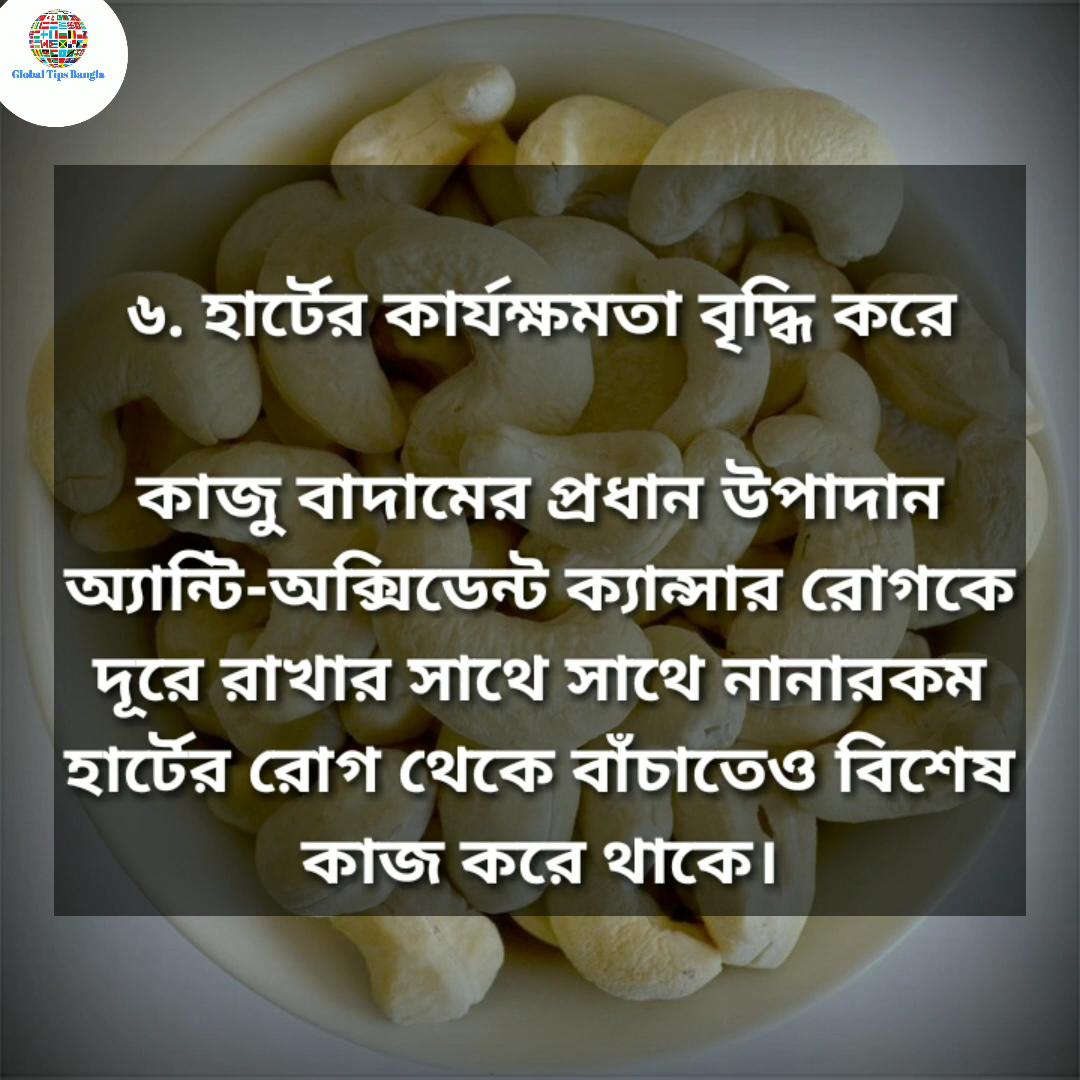 Global Tips Bangla
৬. হার্টের কার্যক্ষমতা বৃদ্ধি করে
কাজু বাদামের প্রধান উপাদান
অ্যান্টি-অক্সিডেন্ট ক্যান্সার রোগকে
দূরে রাখার সাথে সাথে নানারকম
হার্টের রোগ থেকে বাঁচাতেও বিশেষ
কাজ করে থাকে।